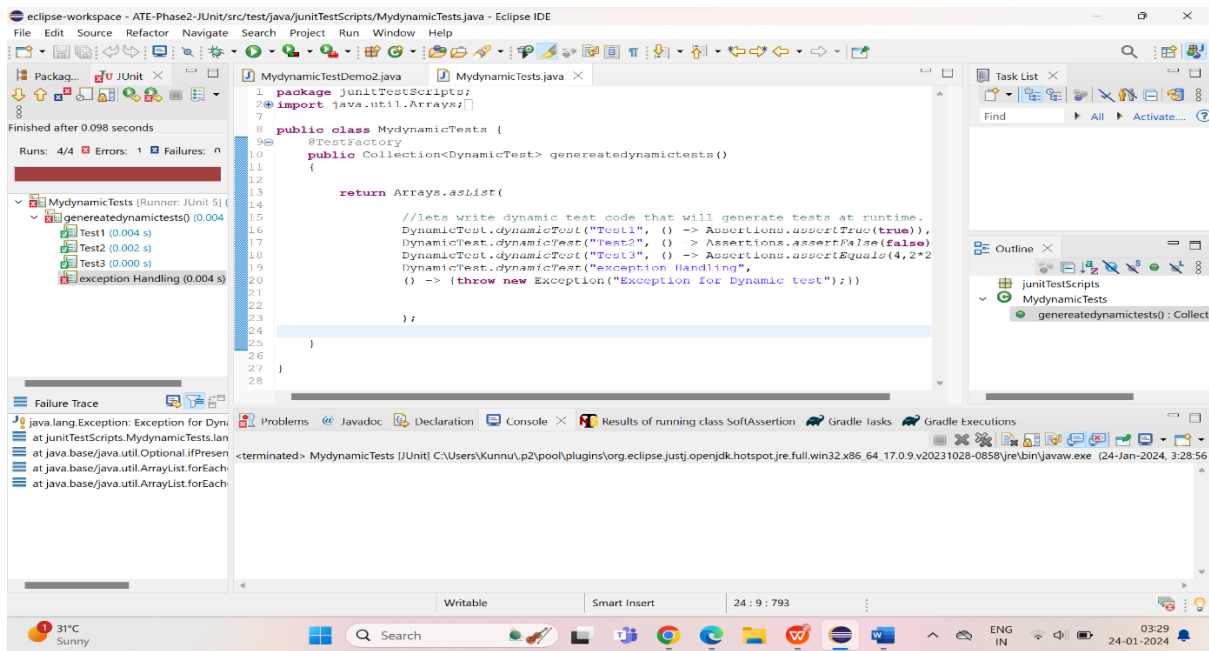 eclipse-workspace - ATE-Phase2-JUnit/src/test/java/junitTestScripts/MydynamicTests.java - Eclipse IDE
File Edit Source Refactor Navigate Search Project Run Window Help
Packag... JUnit
Finished after 0.098 seconds
Runs: 4/4 Errors: 1 Failures: 0
MydynamicTests [Runner: JUnit 5] (
genereatedynamictests() (0.004
Test1 (0.004 s)
Test2 (0.002 s)
Test3 (0.000 s)
exception Handling (0.004 s)
Failure Trace
java.lang.Exception: Exception for Dyna
at junitTestScripts.MydynamicTests.lan
at java.base/java.util.Optional.ifPresen
at java.base/java.util.ArrayList.forEach
at java.base/java.util.ArrayList.forEach
MydynamicTestDemo2.java MydynamicTests.java
1 package junitTestScripts;
2 import java.util.Arrays;
7
8 public class MydynamicTests {
9 @TestFactory
10 public Collection<DynamicTest> genereatedynamictests()
11 {
12
13 return Arrays.asList(
14
15 //lets write dynamic test code that will generate tests at runtime.
16 DynamicTest.dynamicTest("Test1", () -> Assertions.assertTrue(true)),
17 DynamicTest.dynamicTest("Test2", () -> Assertions.assertFalse(false)
18 DynamicTest.dynamicTest("Test3", () -> Assertions.assertEquals(4,2*2
19 DynamicTest.dynamicTest("exception Handling",
20 () -> {throw new Exception("Exception for Dynamic test");})
21
22
23 );
24
25 }
26
27 }
28
Task List
Find All Activate...
Outline
junitTestScripts
MydynamicTests
genereatedynamictests() : Collect
Problems Javadoc Declaration Console Results of running class SoftAssertion Gradle Tasks Gradle Executions
<terminated> MydynamicTests [JUnit] C:\Users\Kunnu\.p2\pool\plugins\org.eclipse.justj.openjdk.hotspot.jre.full.win32.x86_64_17.0.9.v20231028-0858\jre\bin\javaw.exe (24-Jan-2024, 3:28:56
Writable Smart Insert 24 : 9 : 793
1 31°C
Sunny
Search
ENG
IN
03:29
24-01-2024